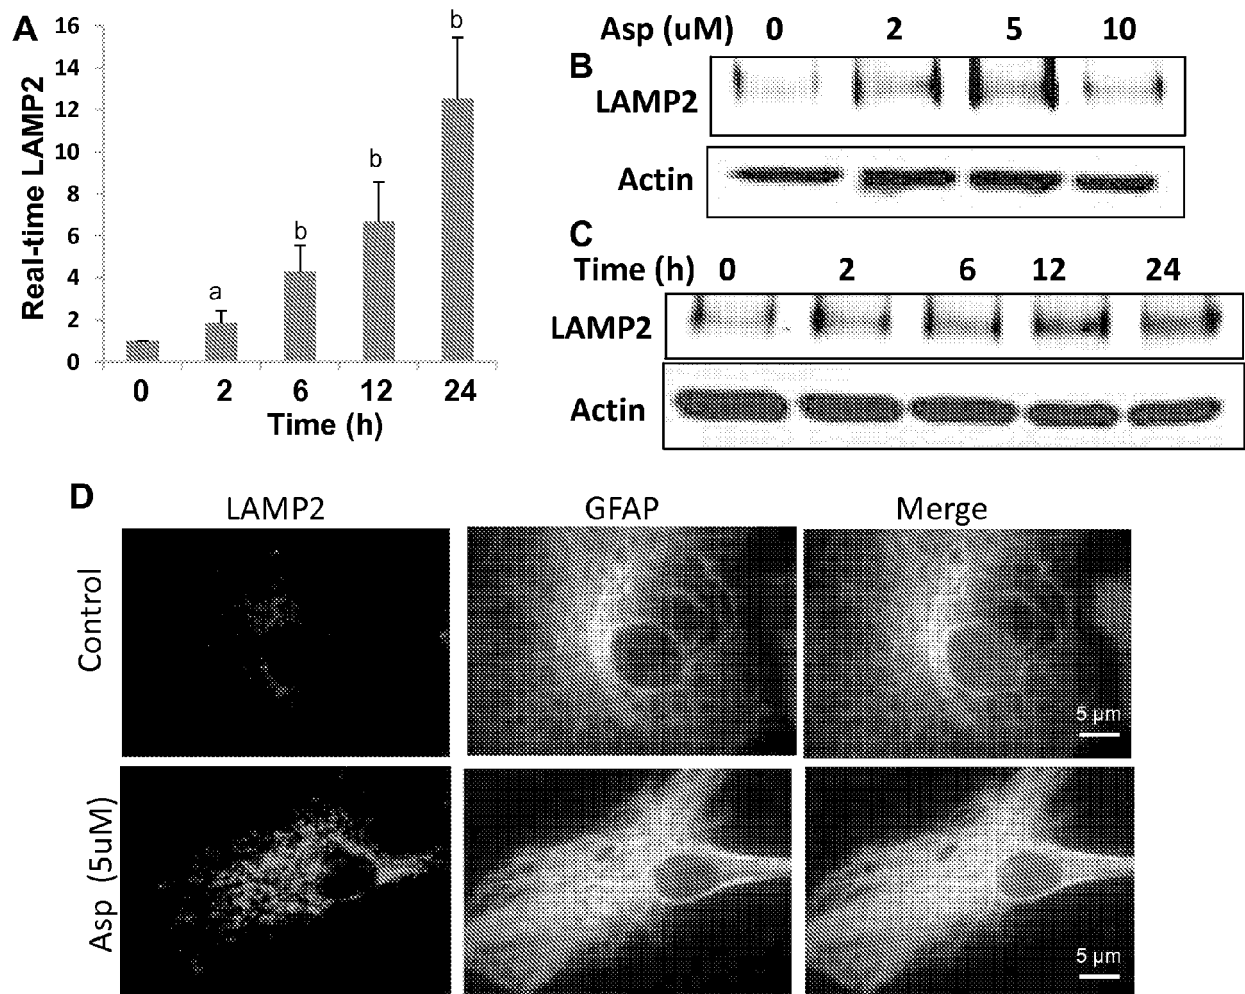 A
16
14
12
10
8
6
4
2
0
Real-time LAMP2
a
b
b
b
0 2 6 12 24
Time (h)
Asp (uM) 0 2 5 10
B
LAMP2
Actin
C
Time (h) 0 2 6 12 24
LAMP2
Actin
D
LAMP2 GFAP Merge
Control
5 µm
Asp (5uM)
5 µm